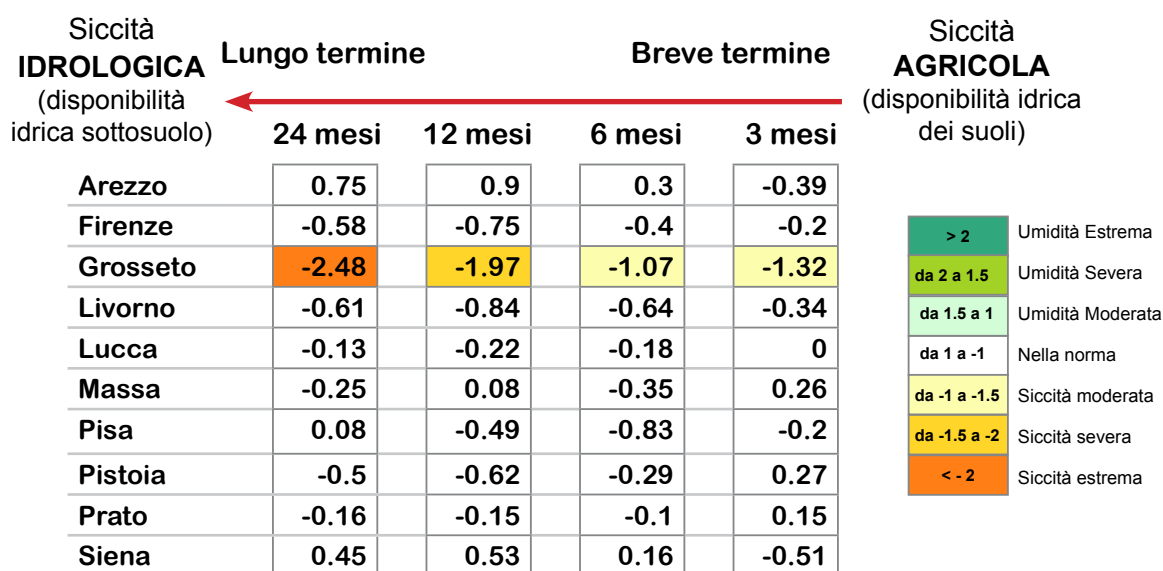 Siccità
IDROLOGICA
(disponibilità
idrica sottosuolo)
Lungo termine
Breve termine
Siccità
AGRICOLA
(disponibilità idrica
dei suoli)
24 mesi 12 mesi 6 mesi 3 mesi
Arezzo 0.75 0.9 0.3 -0.39
Firenze -0.58 -0.75 -0.4 -0.2
Grosseto -2.48 -1.97 -1.07 -1.32
Livorno -0.61 -0.84 -0.64 -0.34
Lucca -0.13 -0.22 -0.18 0
Massa -0.25 0.08 -0.35 0.26
Pisa 0.08 -0.49 -0.83 -0.2
Pistoia -0.5 -0.62 -0.29 0.27
Prato -0.16 -0.15 -0.1 0.15
Siena 0.45 0.53 0.16 -0.51
> 2 Umidità Estrema
da 2 a 1.5 Umidità Severa
da 1.5 a 1 Umidità Moderata
da 1 a -1 Nella norma
da -1 a -1.5 Siccità moderata
da -1.5 a -2 Siccità severa
< - 2 Siccità estrema